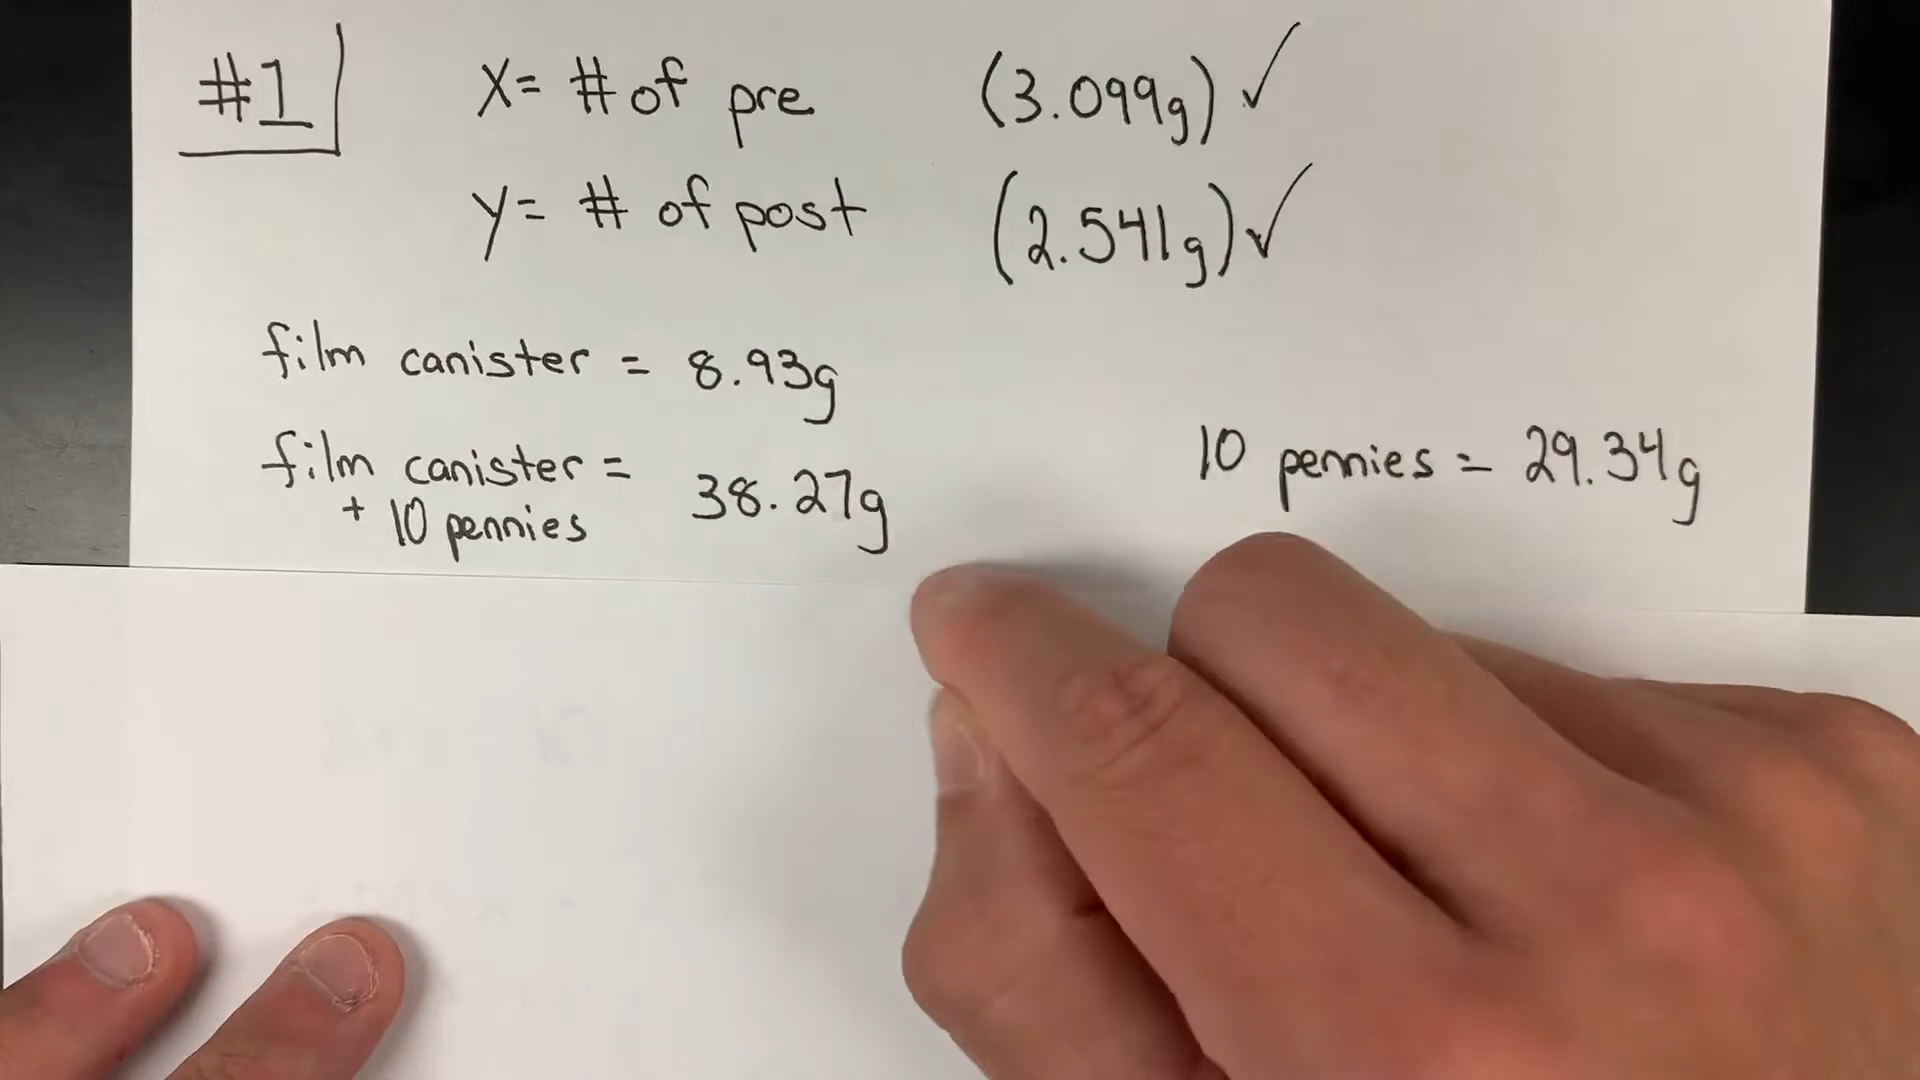 #1
X= # of pre (3.099g) ✓
y= # of post (2.541g) ✓
film canister = 8.93g
film canister = 38.27g
+ 10 pennies
10 pennies = 29.34g